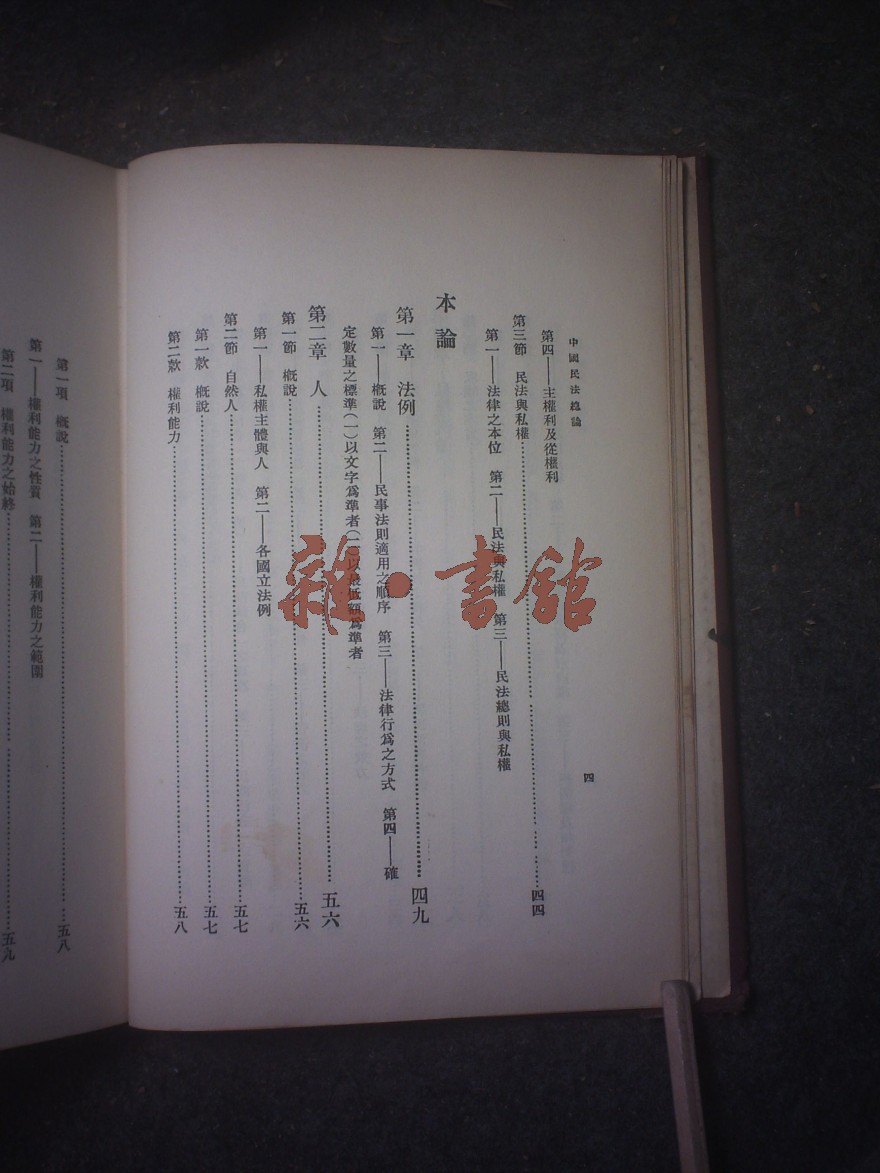 中國民法總論
四
第四——主權利及從權利
第三節 民法與私權……四四
第一——法律之本位 第二——民法與私權 第三——民法總則與私權
本論
第一章 法例……四九
第一——概說 第二——民事法則適用之順序 第三——法律行爲之方式 第四——確
定數量之標準(一)以文字爲準者(二)以最低額爲準者
第二章 人……五六
第一節 概說……五六
第一——私權主體與人 第二——各國立法例
第二節 自然人……五七
第一款 概說……五七
第二款 權利能力……五八
第一項 概說……五八
第一——權利能力之性質 第二——權利能力之範圍
第二項 權利能力之始終……五九
雜·書館